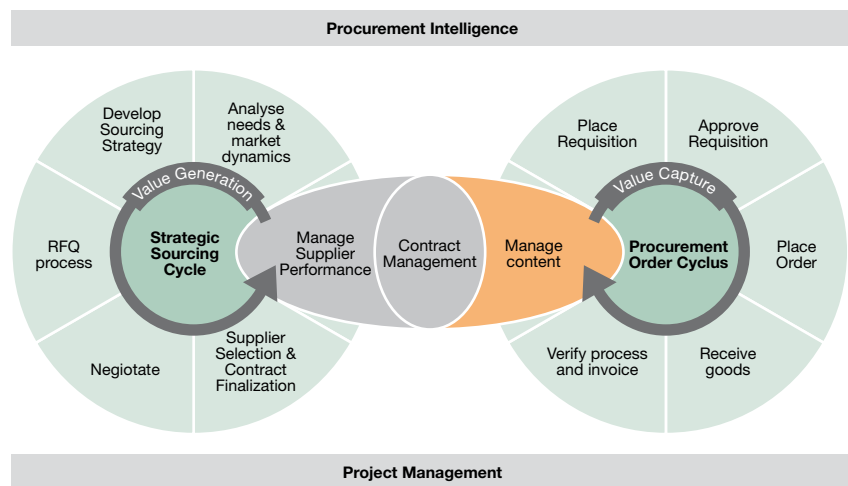 Procurement Intelligence
Develop
Sourcing
Strategy
Analyse
needs &
market
dynamics
Value Generation
RFQ
process
Strategic
Sourcing
Cycle
Negiotate
Supplier
Selection &
Contract
Finalization
Manage
Supplier
Performance
Contract
Management
Manage
content
Place
Requisition
Approve
Requisition
Value Capture
Procurement
Order Cyclus
Place
Order
Verify process
and invoice
Receive
goods
Project Management